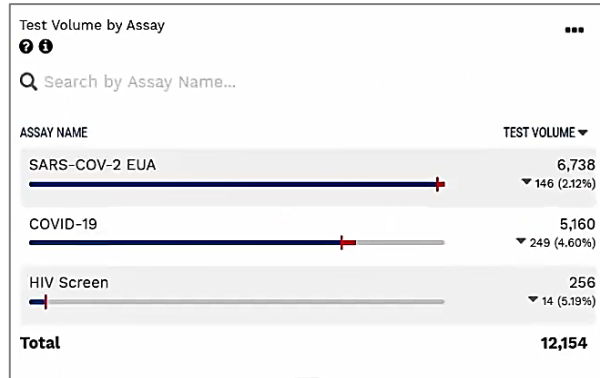 Test Volume by Assay
Search by Assay Name...
ASSAY NAME TEST VOLUME
SARS-COV-2 EUA 6,738
146 (2.12%)
COVID-19 5,160
249 (4.60%)
HIV Screen 256
14 (5.19%)
Total 12,154